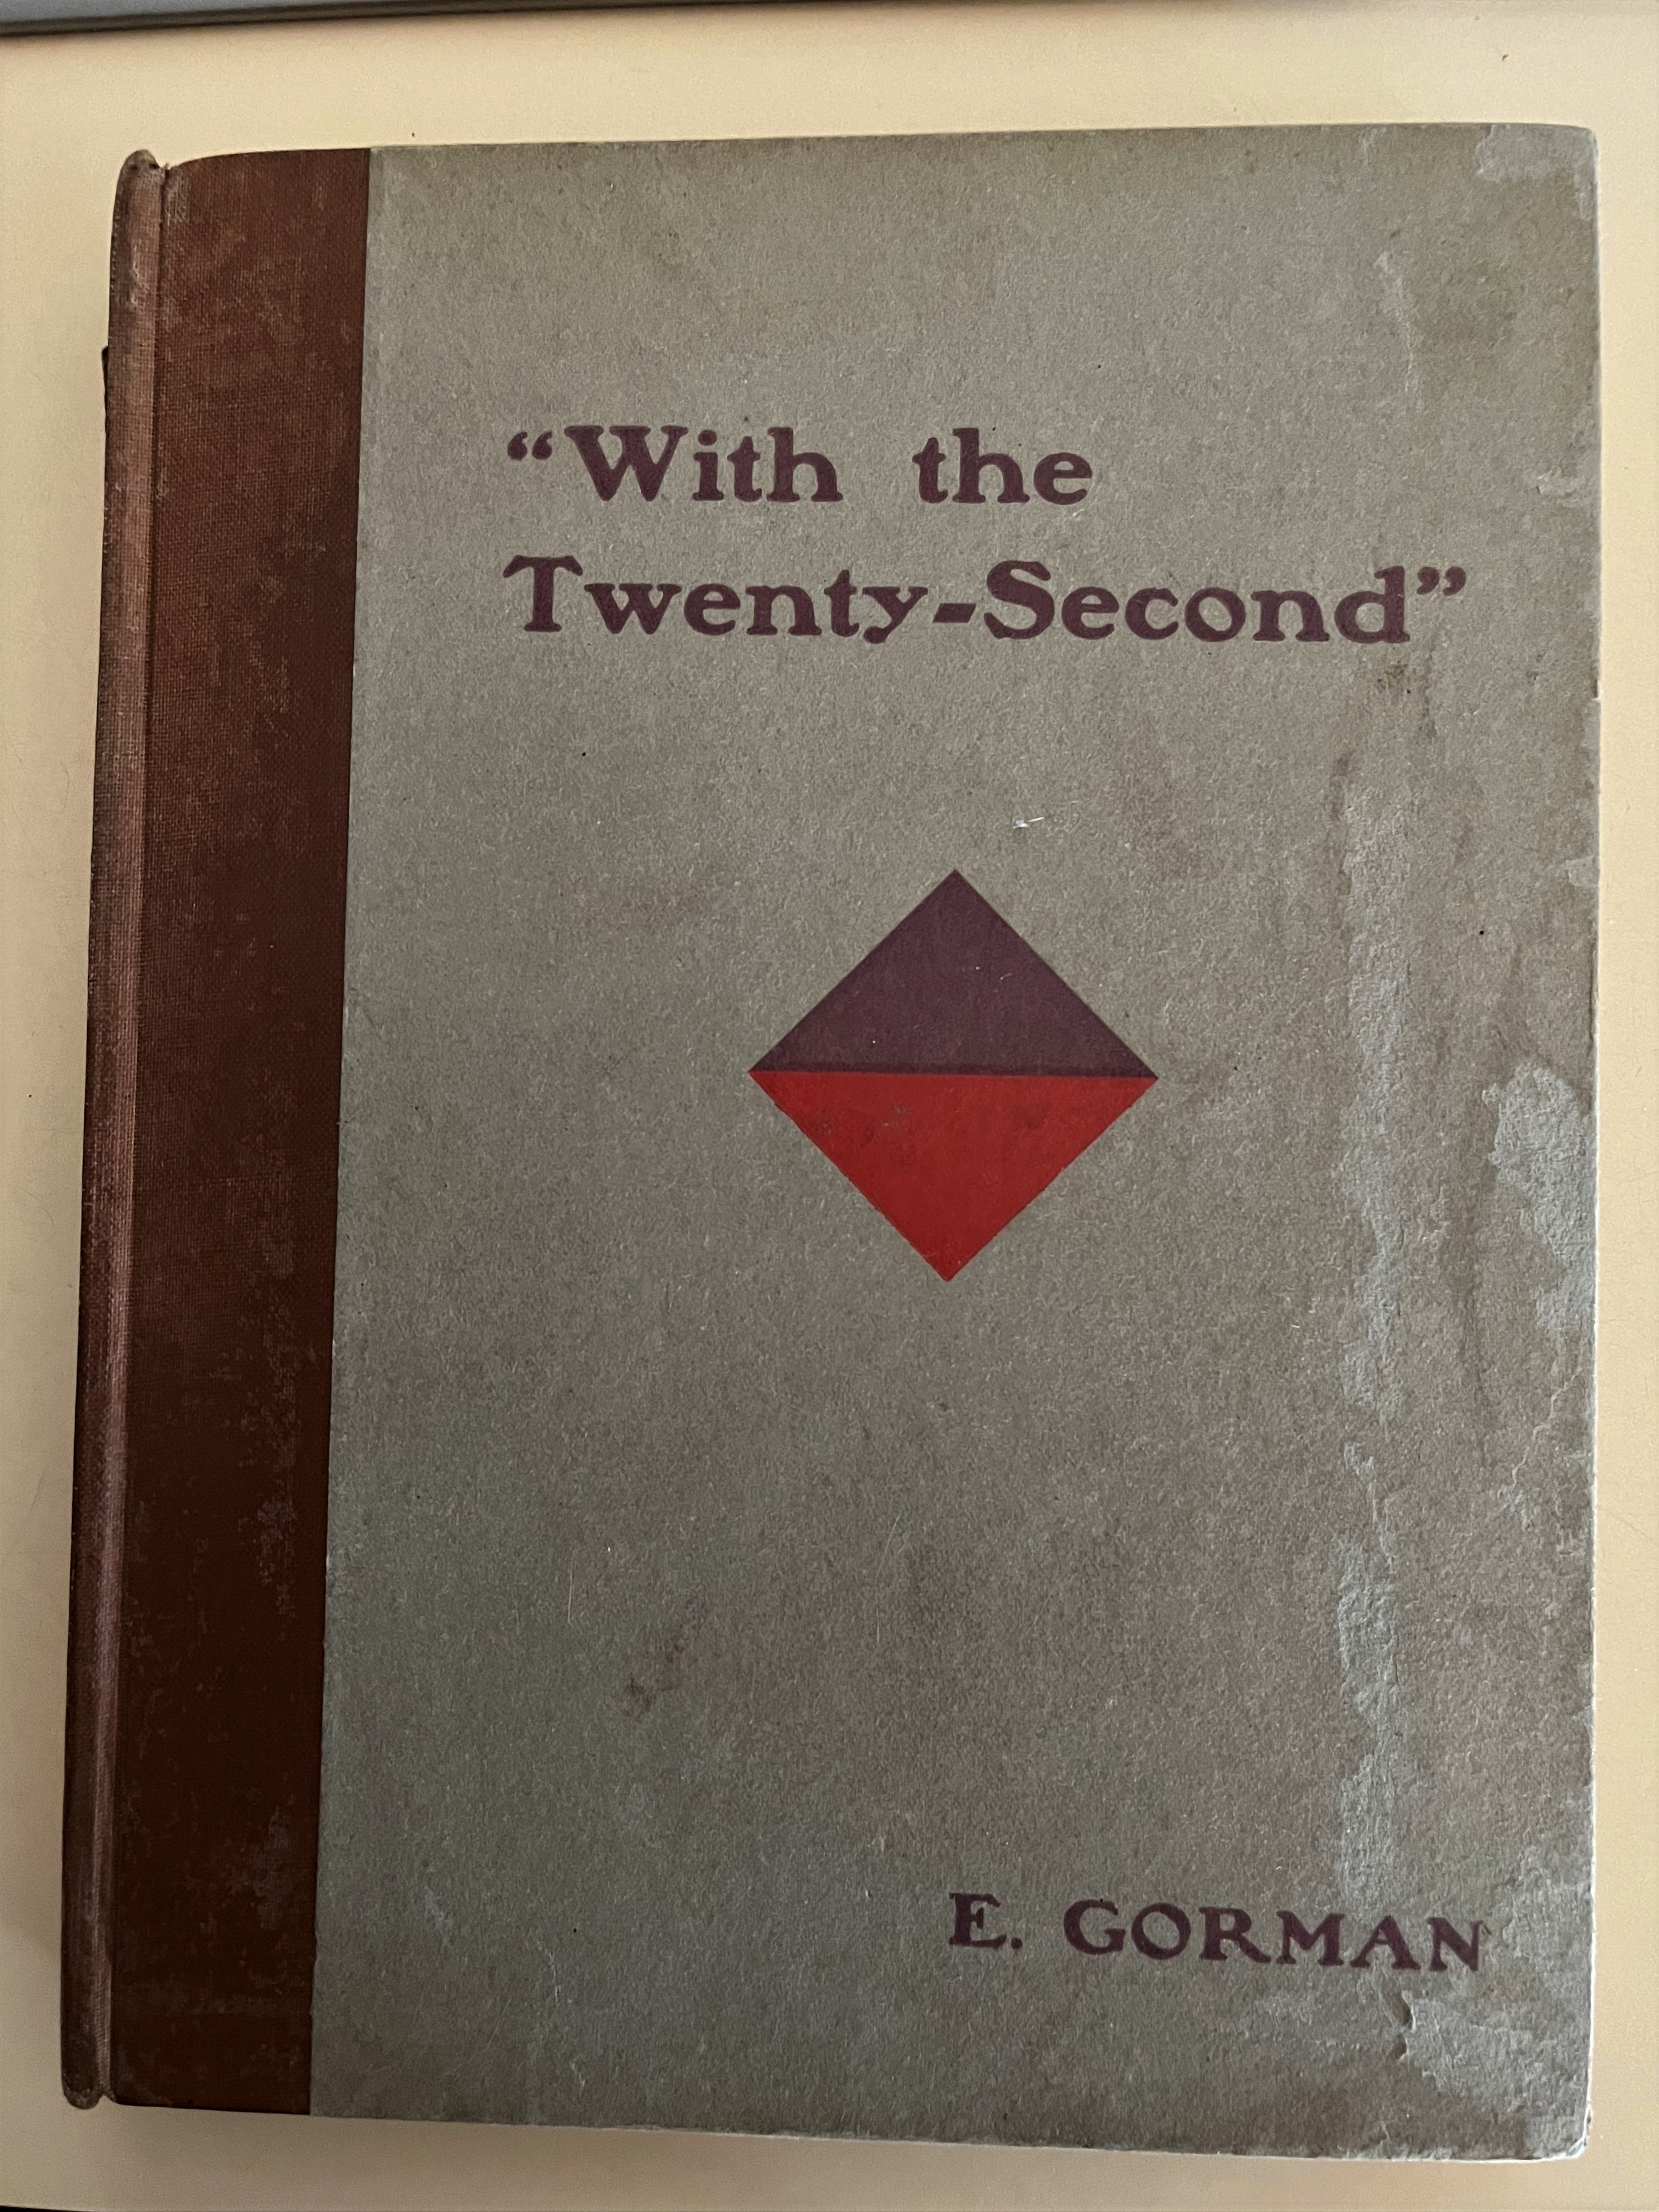 “With the
Twenty-Second”
E. GORMAN